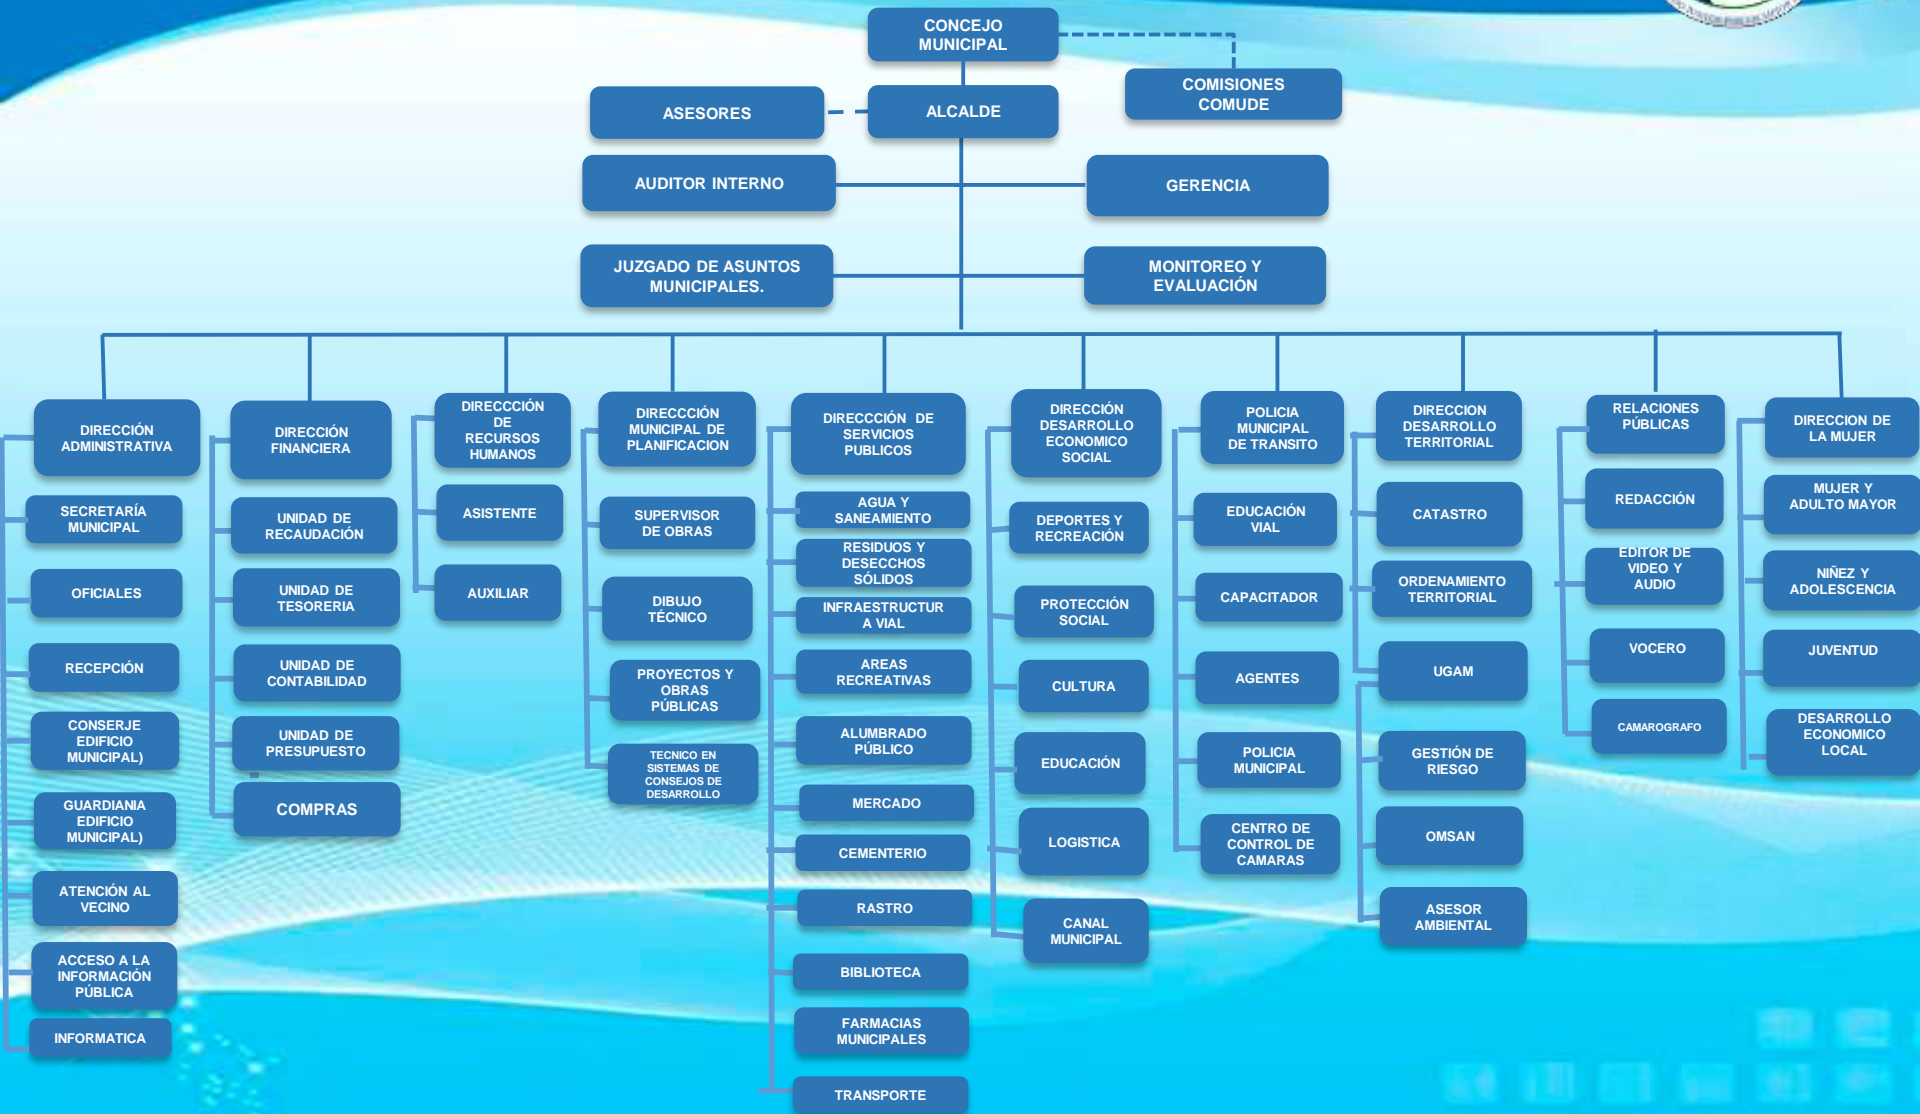 CONCEJO
MUNICIPAL
COMISIONES
COMUDE
ASESORES
ALCALDE
AUDITOR INTERNO
GERENCIA
JUZGADO DE ASUNTOS
MUNICIPALES.
MONITOREO Y
EVALUACIÓN
DIRECCIÓN
ADMINISTRATIVA
SECRETARÍA
MUNICIPAL
OFICIALES
RECEPCIÓN
CONSERJE
EDIFICIO
MUNICIPAL)
GUARDIANIA
EDIFICIO
MUNICIPAL)
ATENCIÓN AL
VECINO
ACCESO A LA
INFORMACIÓN
PÚBLICA
INFORMATICA
DIRECCIÓN
FINANCIERA
UNIDAD DE
RECAUDACIÓN
UNIDAD DE
TESORERIA
UNIDAD DE
CONTABILIDAD
UNIDAD DE
PRESUPUESTO
COMPRAS
DIRECCCIÓN
DE
RECURSOS
HUMANOS
ASISTENTE
AUXILIAR
DIRECCCIÓN
MUNICIPAL DE
PLANIFICACION
SUPERVISOR
DE OBRAS
DIBUJO
TÉCNICO
PROYECTOS Y
OBRAS
PÚBLICAS
TECNICO EN
SISTEMAS DE
CONSEJOS DE
DESARROLLO
DIRECCCIÓN DE
SERVICIOS
PUBLICOS
AGUA Y
SANEAMIENTO
RESIDUOS Y
DESECCHOS
SÓLIDOS
INFRAESTRUCTUR
A VIAL
AREAS
RECREATIVAS
ALUMBRADO
PÚBLICO
MERCADO
CEMENTERIO
RASTRO
BIBLIOTECA
FARMACIAS
MUNICIPALES
TRANSPORTE
DIRECCIÓN
DESARROLLO
ECONOMICO
SOCIAL
DEPORTES Y
RECREACIÓN
PROTECCIÓN
SOCIAL
CULTURA
EDUCACIÓN
LOGISTICA
CANAL
MUNICIPAL
POLICIA
MUNICIPAL
DE TRANSITO
EDUCACIÓN
VIAL
CAPACITADOR
AGENTES
POLICIA
MUNICIPAL
CENTRO DE
CONTROL DE
CAMARAS
DIRECCION
DESARROLLO
TERRITORIAL
CATASTRO
ORDENAMIENTO
TERRITORIAL
UGAM
GESTIÓN DE
RIESGO
OMSAN
ASESOR
AMBIENTAL
RELACIONES
PÚBLICAS
REDACCIÓN
EDITOR DE
VIDEO Y
AUDIO
VOCERO
CAMAROGRAFO
DIRECCION DE
LA MUJER
MUJER Y
ADULTO MAYOR
NIÑEZ Y
ADOLESCENCIA
JUVENTUD
DESARROLLO
ECONOMICO
LOCAL